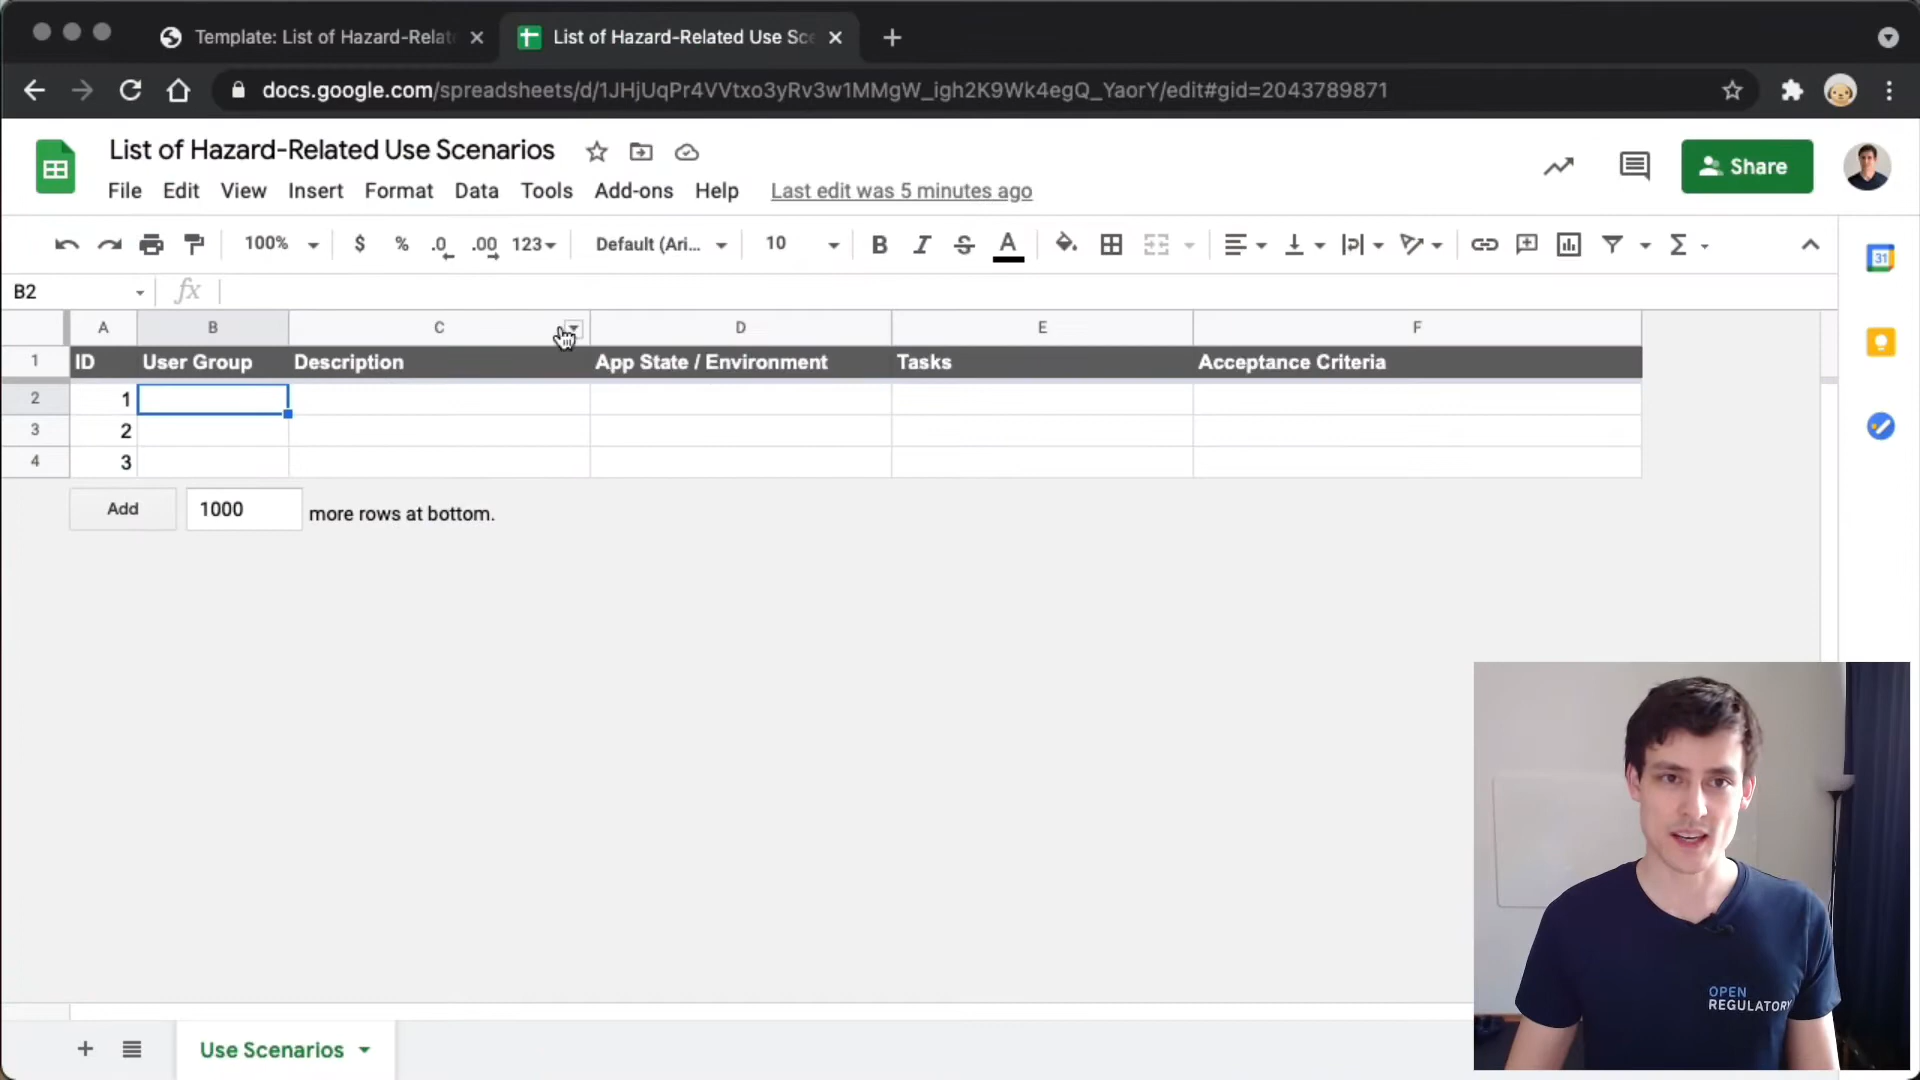 Template: List of Hazard-Relate
List of Hazard-Related Use Sce
docs.google.com/spreadsheets/d/1JHjUqPr4VVtxo3yRv3w1MMgW_igh2K9Wk4egQ_YaorY/edit#gid=2043789871
List of Hazard-Related Use Scenarios
File Edit View Insert Format Data Tools Add-ons Help Last edit was 5 minutes ago
Share
100% $ % .0 .00 123 Default (Ari... 10 B I S A Σ
31
B2 fx
A B C D E F
1 ID User Group Description App State / Environment Tasks Acceptance Criteria
2 1
3 2
4 3
Add 1000 more rows at bottom.
OPEN
REGULATORY
+ Use Scenarios